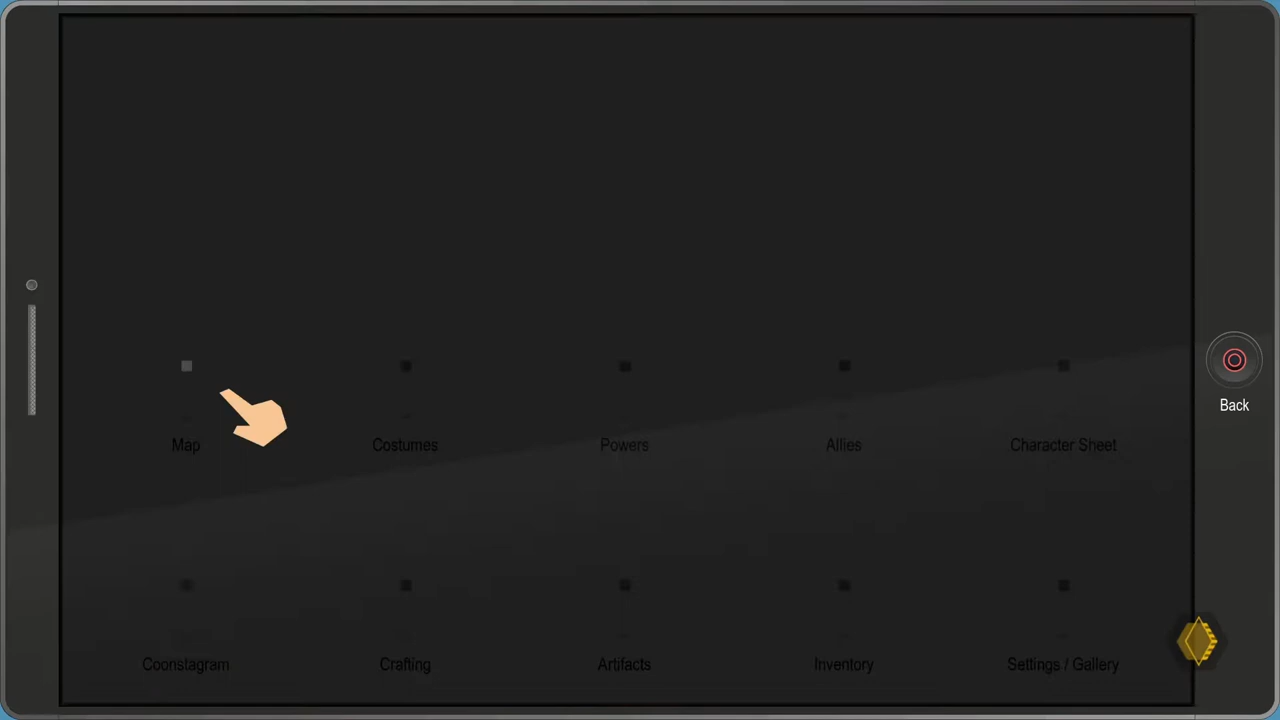 Map
Costumes
Powers
Allies
Character Sheet
Back
Coonstagram
Crafting
Artifacts
Inventory
Settings / Gallery